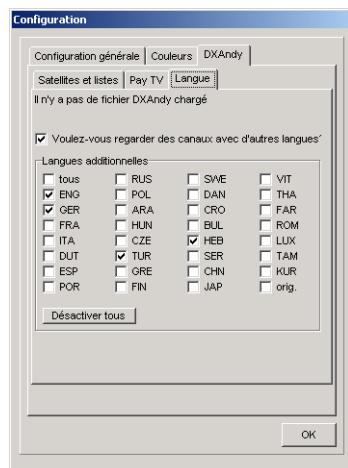 Configuration
Configuration générale Couleurs DXAndy
Satellites et listes Pay TV Langue
Il n'y a pas de fichier DXAndy chargé
Voulez-vous regarder des canaux avec d'autres langues
Langues additionnelles
tous RUS SWE VIT
ENG POL DAN THA
GER ARA CRO FAR
FRA HUN BUL ROM
ITA CZE HEB LUX
DUT TUR SER TAM
ESP GRE CHN KUR
POR FIN JAP orig.
Désactiver tous
OK